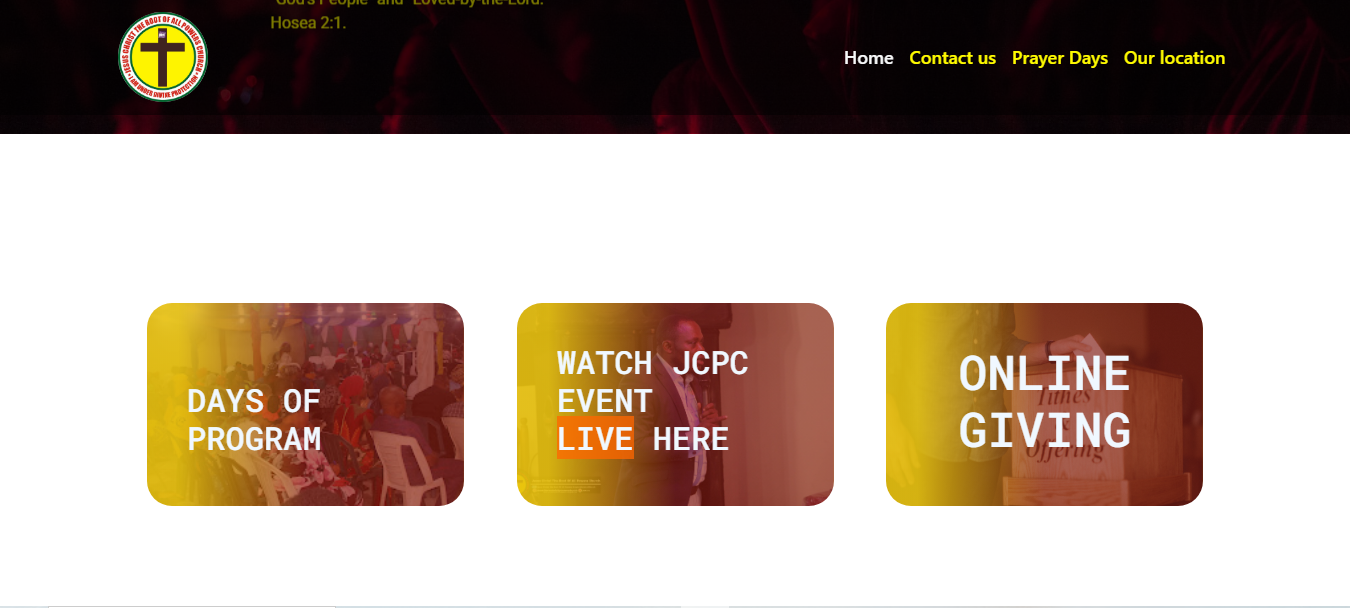 "God's People" and "Loved-by-the-Lord."
Hosea 2:1.
JESUS CHRIST THE ROOT OF ALL POWERS CHURCH
I AM UNDER DIVINE PROTECTION
Home Contact us Prayer Days Our location
DAYS OF
PROGRAM
WATCH JCPC
EVENT
LIVE HERE
ONLINE
GIVING
Tithes
Offering